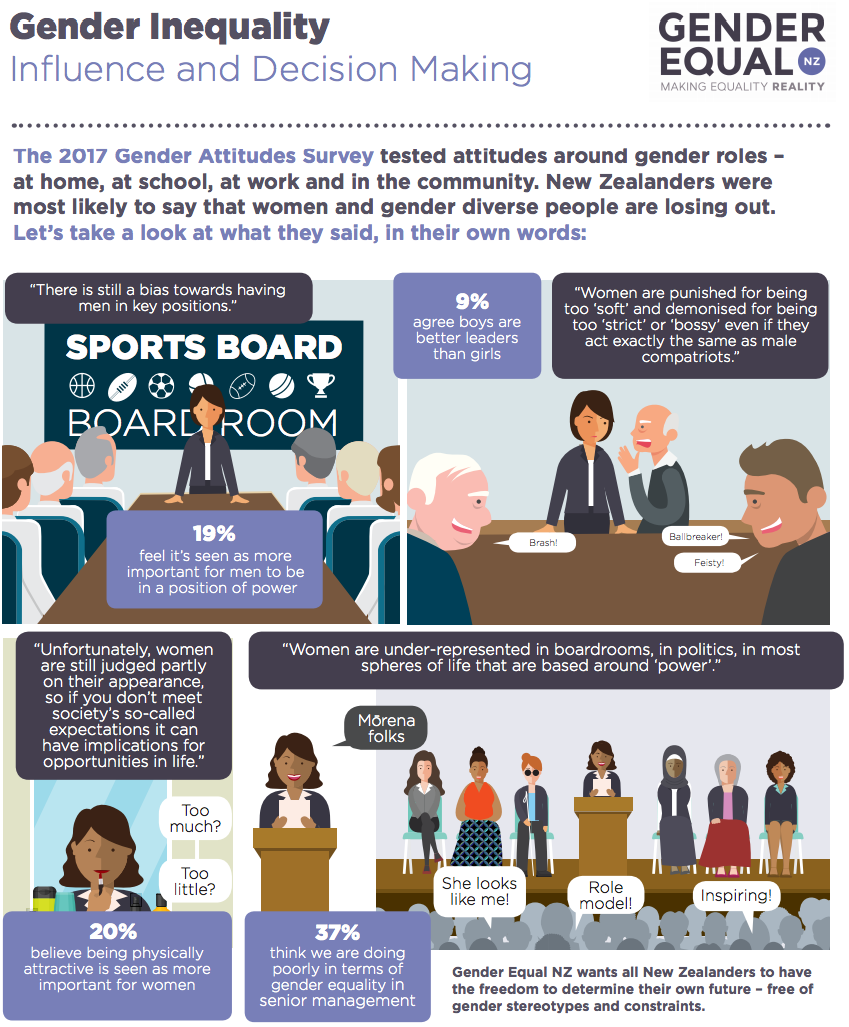 Gender Inequality
Influence and Decision Making
GENDER
EQUAL NZ
MAKING EQUALITY REALITY
The 2017 Gender Attitudes Survey tested attitudes around gender roles –
at home, at school, at work and in the community. New Zealanders were
most likely to say that women and gender diverse people are losing out.
Let's take a look at what they said, in their own words:
“There is still a bias towards having
men in key positions.”
SPORTS BOARD
BOARD ROOM
19%
feel it's seen as more
important for men to be
in a position of power
9%
agree boys are
better leaders
than girls
“Women are punished for being
too ‘soft’ and demonised for being
too ‘strict’ or ‘bossy’ even if they
act exactly the same as male
compatriots.”
Brash!
Ballbreaker!
Feisty!
“Unfortunately, women
are still judged partly
on their appearance,
so if you don't meet
society's so-called
expectations it can
have implications for
opportunities in life.”
Too
much?
Too
little?
20%
believe being physically
attractive is seen as more
important for women
“Women are under-represented in boardrooms, in politics, in most
spheres of life that are based around ‘power’.”
Mōrena
folks
She looks
like me!
Role
model!
Inspiring!
37%
think we are doing
poorly in terms of
gender equality in
senior management
Gender Equal NZ wants all New Zealanders to have
the freedom to determine their own future – free of
gender stereotypes and constraints.